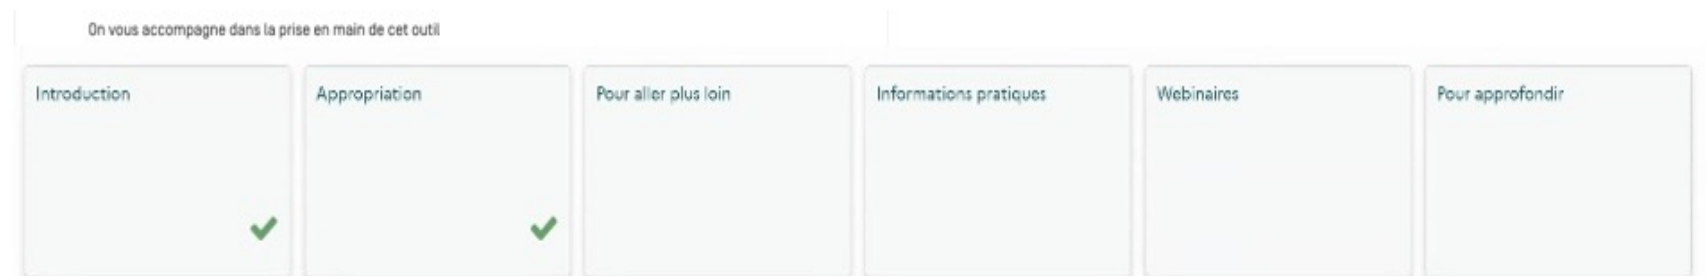 On vous accompagne dans la prise en main de cet outil
Introduction
Appropriation
Pour aller plus loin
Informations pratiques
Webinaires
Pour approfondir